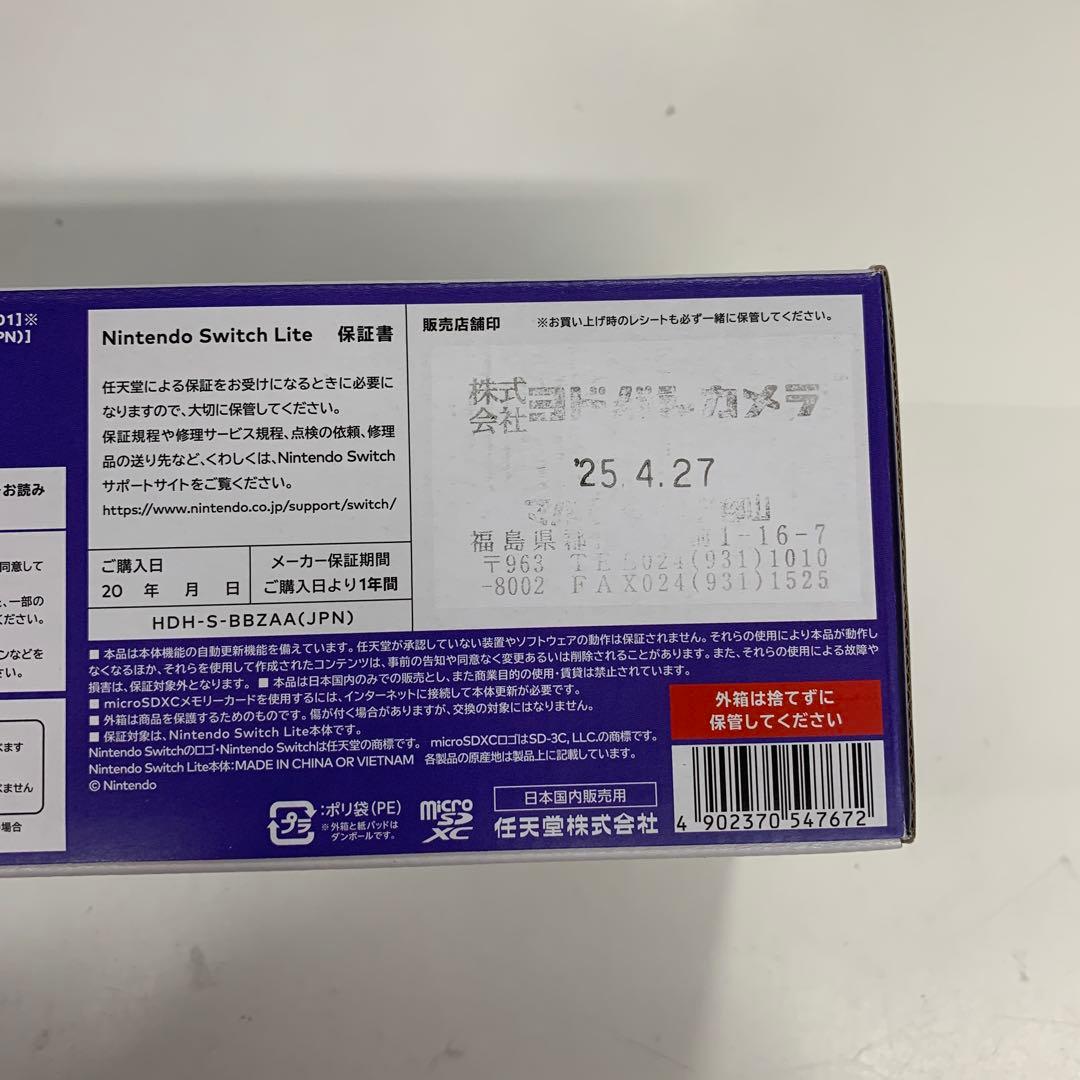 01]※
PN)]
お読み
同意して
、一部の
ださい。
ンなどを
さい。
ます
ません
場合
Nintendo Switch Lite 保証書
任天堂による保証をお受けになるときに必要に
なりますので、大切に保管してください。
保証規程や修理サービス規程、点検の依頼、修理
品の送り先など、くわしくは、Nintendo Switch
サポートサイトをご覧ください。
https://www.nintendo.co.jp/support/switch/
ご購入日
20 年 月 日
メーカー保証期間
ご購入日より1年間
HDH-S-BBZAA(JPN)
販売店舗印 ※お買い上げ時のレシートも必ず一緒に保管してください。
株式会社ヨドバシカメラ
'25.4.27
福島県 1-16-7
〒963 TEL024(931)1010
-8002 FAX024(931)1525
■ 本品は本体機能の自動更新機能を備えています。任天堂が承認していない装置やソフトウェアの動作は保証されません。それらの使用により本品が動作し
なくなるほか、それらを使用して作成されたコンテンツは、事前の告知や同意なく変更あるいは削除されることがあります。また、それらの使用による故障や
損害は、保証対象外となります。 ■ 本品は日本国内のみでの販売とし、また商業目的の使用・賃貸は禁止されています。
■ microSDXCメモリーカードを使用するには、インターネットに接続して本体更新が必要です。
■ 外箱は商品を保護するためのものです。傷が付く場合がありますが、交換の対象にはなりません。
■ 保証対象は、Nintendo Switch Lite本体です。
Nintendo Switchのロゴ・Nintendo Switchは任天堂の商標です。 microSDXCロゴはSD-3C, LLC.の商標です。
Nintendo Switch Lite本体:MADE IN CHINA OR VIETNAM 各製品の原産地は製品上に記載しています。
© Nintendo
プラ
:ポリ袋(PE)
※外箱と紙パッドは
ダンボールです。
micro
SD
XC
日本国内販売用
任天堂株式会社
外箱は捨てずに
保管してください
4 902370 547672